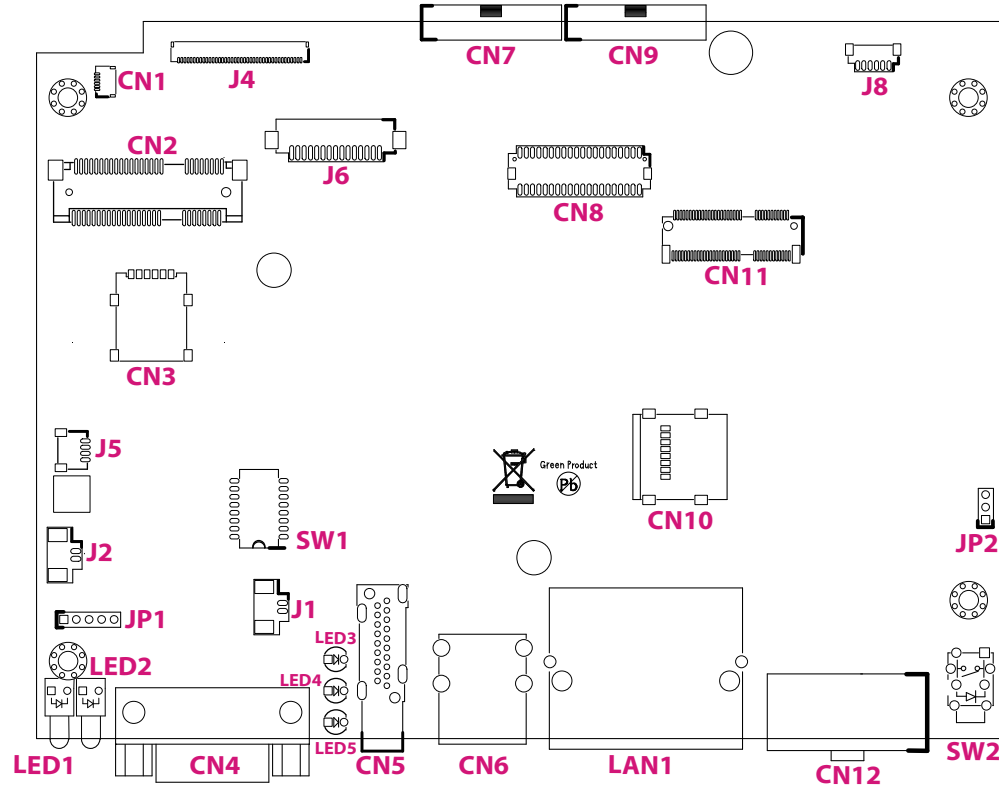 CN7
CN9
CN1
J4
J8
CN2
J6
CN8
CN11
CN3
J5
Green Product
Pb
CN10
SW1
J2
JP2
J1
JP1
LED3
LED2
LED4
LED5
LED1
CN4
CN5
CN6
LAN1
CN12
SW2